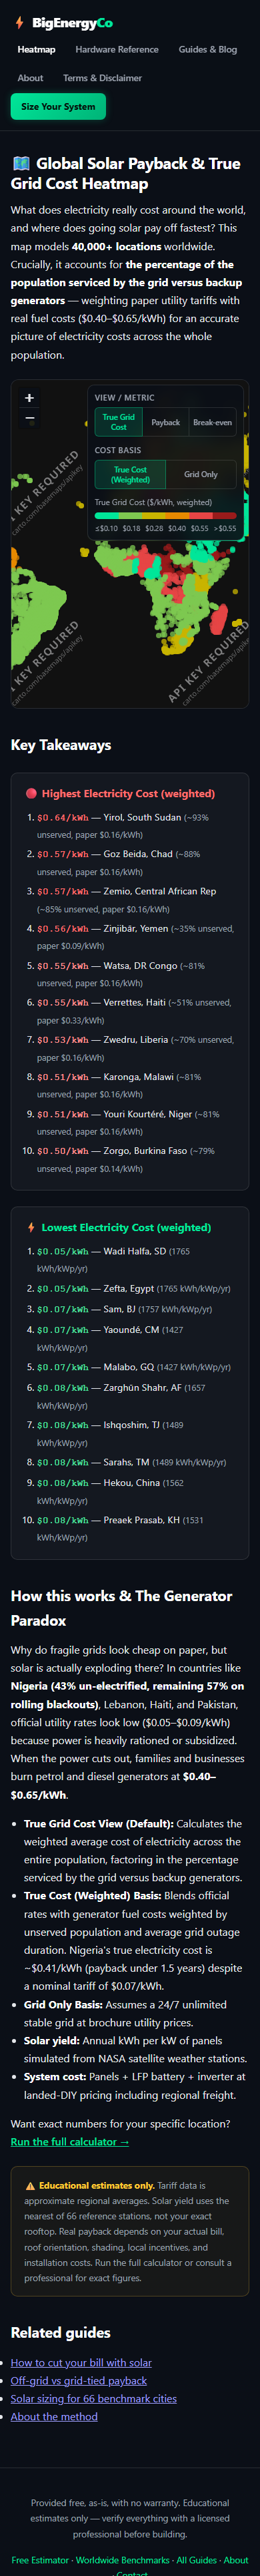 BigEnergyCo
Heatmap
Hardware Reference
Guides & Blog
About
Terms & Disclaimer
Size Your System
Global Solar Payback & True
Grid Cost Heatmap
What does electricity really cost around the world,
and where does going solar pay off fastest? This
map models 40,000+ locations worldwide.
Crucially, it accounts for the percentage of the
population serviced by the grid versus backup
generators — weighting paper utility tariffs with
real fuel costs ($0.40–$0.65/kWh) for an accurate
picture of electricity costs across the whole
population.
+
−
VIEW / METRIC
True Grid
Cost
Payback
Break-even
COST BASIS
True Cost
(Weighted)
Grid Only
True Grid Cost ($/kWh, weighted)
≤$0.10 $0.18 $0.28 $0.40 $0.55 >$0.55
API KEY REQUIRED
carto.com/basemaps/apikey
API KEY REQUIRED
carto.com/basemaps/apikey
API KEY REQUIRED
carto.com/basemaps/apikey
Key Takeaways
Highest Electricity Cost (weighted)
1. $0.64/kWh — Yirol, South Sudan (~93%
unserved, paper $0.16/kWh)
2. $0.57/kWh — Goz Beida, Chad (~88%
unserved, paper $0.16/kWh)
3. $0.57/kWh — Zemio, Central African Rep
(~85% unserved, paper $0.16/kWh)
4. $0.56/kWh — Zinjibār, Yemen (~35% unserved,
paper $0.09/kWh)
5. $0.55/kWh — Watsa, DR Congo (~81%
unserved, paper $0.16/kWh)
6. $0.55/kWh — Verrettes, Haiti (~51% unserved,
paper $0.33/kWh)
7. $0.53/kWh — Zwedru, Liberia (~70% unserved,
paper $0.16/kWh)
8. $0.51/kWh — Karonga, Malawi (~81%
unserved, paper $0.16/kWh)
9. $0.51/kWh — Youri Kourtéré, Niger (~81%
unserved, paper $0.16/kWh)
10. $0.50/kWh — Zorgo, Burkina Faso (~79%
unserved, paper $0.14/kWh)
Lowest Electricity Cost (weighted)
1. $0.05/kWh — Wadi Halfa, SD (1765
kWh/kWp/yr)
2. $0.05/kWh — Zefta, Egypt (1765 kWh/kWp/yr)
3. $0.07/kWh — Sam, BJ (1757 kWh/kWp/yr)
4. $0.07/kWh — Yaoundé, CM (1427
kWh/kWp/yr)
5. $0.07/kWh — Malabo, GQ (1427 kWh/kWp/yr)
6. $0.08/kWh — Zarghūn Shahr, AF (1657
kWh/kWp/yr)
7. $0.08/kWh — Ishqoshim, TJ (1489
kWh/kWp/yr)
8. $0.08/kWh — Sarahs, TM (1489 kWh/kWp/yr)
9. $0.08/kWh — Hekou, China (1562
kWh/kWp/yr)
10. $0.08/kWh — Preaek Prasab, KH (1531
kWh/kWp/yr)
How this works & The Generator
Paradox
Why do fragile grids look cheap on paper, but
solar is actually exploding there? In countries like
Nigeria (43% un-electrified, remaining 57% on
rolling blackouts), Lebanon, Haiti, and Pakistan,
official utility rates look low ($0.05–$0.09/kWh)
because power is heavily rationed or subsidized.
When the power cuts out, families and businesses
burn petrol and diesel generators at $0.40–
$0.65/kWh.
• True Grid Cost View (Default): Calculates the
weighted average cost of electricity across the
entire population, factoring in the percentage
serviced by the grid versus backup generators.
• True Cost (Weighted) Basis: Blends official
rates with generator fuel costs weighted by
unserved population and average grid outage
duration. Nigeria's true electricity cost is
~$0.41/kWh (payback under 1.5 years) despite
a nominal tariff of $0.07/kWh.
• Grid Only Basis: Assumes a 24/7 unlimited
stable grid at brochure utility prices.
• Solar yield: Annual kWh per kW of panels
simulated from NASA satellite weather stations.
• System cost: Panels + LFP battery + inverter at
landed-DIY pricing including regional freight.
Want exact numbers for your specific location?
Run the full calculator →
Educational estimates only. Tariff data is
approximate regional averages. Solar yield uses the
nearest of 66 reference stations, not your exact
rooftop. Real payback depends on your actual bill,
roof orientation, shading, local incentives, and
installation costs. Run the full calculator or consult a
professional for exact figures.
Related guides
• How to cut your bill with solar
• Off-grid vs grid-tied payback
• Solar sizing for 66 benchmark cities
• About the method
Provided free, as-is, with no warranty. Educational
estimates only — verify everything with a licensed
professional before building.
Free Estimator · Worldwide Benchmarks · All Guides · About
· Contact